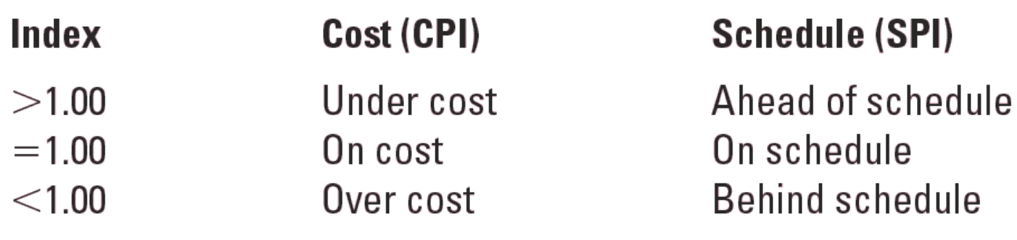 Index Cost (CPI) Schedule (SPI)
>1.00 Under cost Ahead of schedule
=1.00 On cost On schedule
<1.00 Over cost Behind schedule